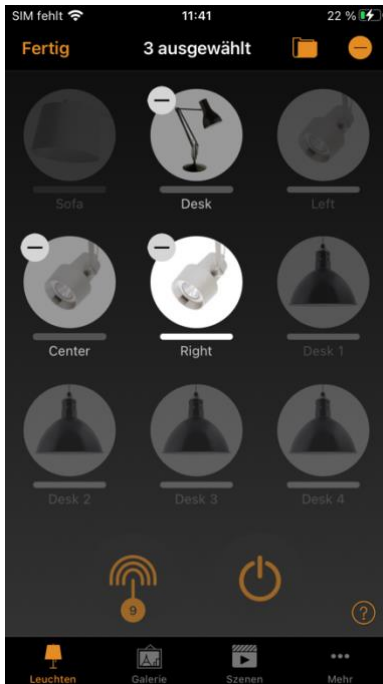 SIM fehlt 11:41 22 %
Fertig 3 ausgewählt
Sofa Desk Left
Center Right Desk 1
Desk 2 Desk 3 Desk 4
9
?
Leuchten Galerie Szenen Mehr